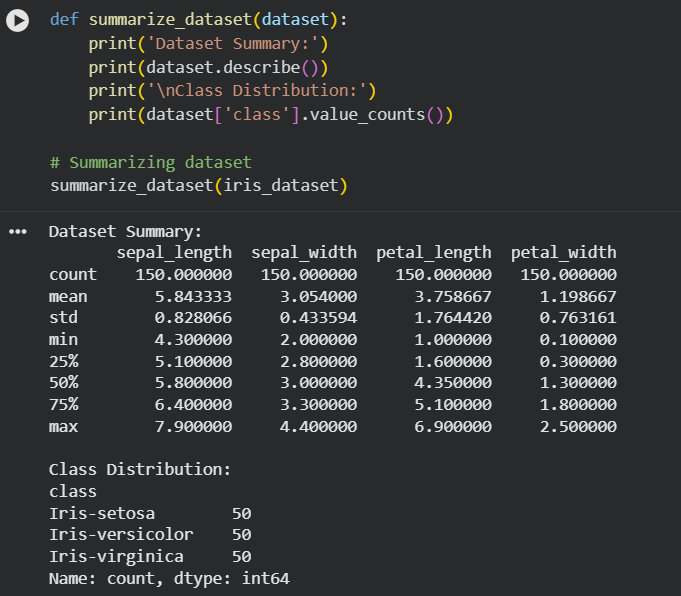 def summarize_dataset(dataset):
    print('Dataset Summary:')
    print(dataset.describe())
    print('\nClass Distribution:')
    print(dataset['class'].value_counts())

# Summarizing dataset
summarize_dataset(iris_dataset)

Dataset Summary:
       sepal_length  sepal_width  petal_length  petal_width
count    150.000000   150.000000    150.000000   150.000000
mean       5.843333     3.054000      3.758667     1.198667
std        0.828066     0.433594      1.764420     0.763161
min        4.300000     2.000000      1.000000     0.100000
25%        5.100000     2.800000      1.600000     0.300000
50%        5.800000     3.000000      4.350000     1.300000
75%        6.400000     3.300000      5.100000     1.800000
max        7.900000     4.400000      6.900000     2.500000

Class Distribution:
class
Iris-setosa        50
Iris-versicolor    50
Iris-virginica     50
Name: count, dtype: int64